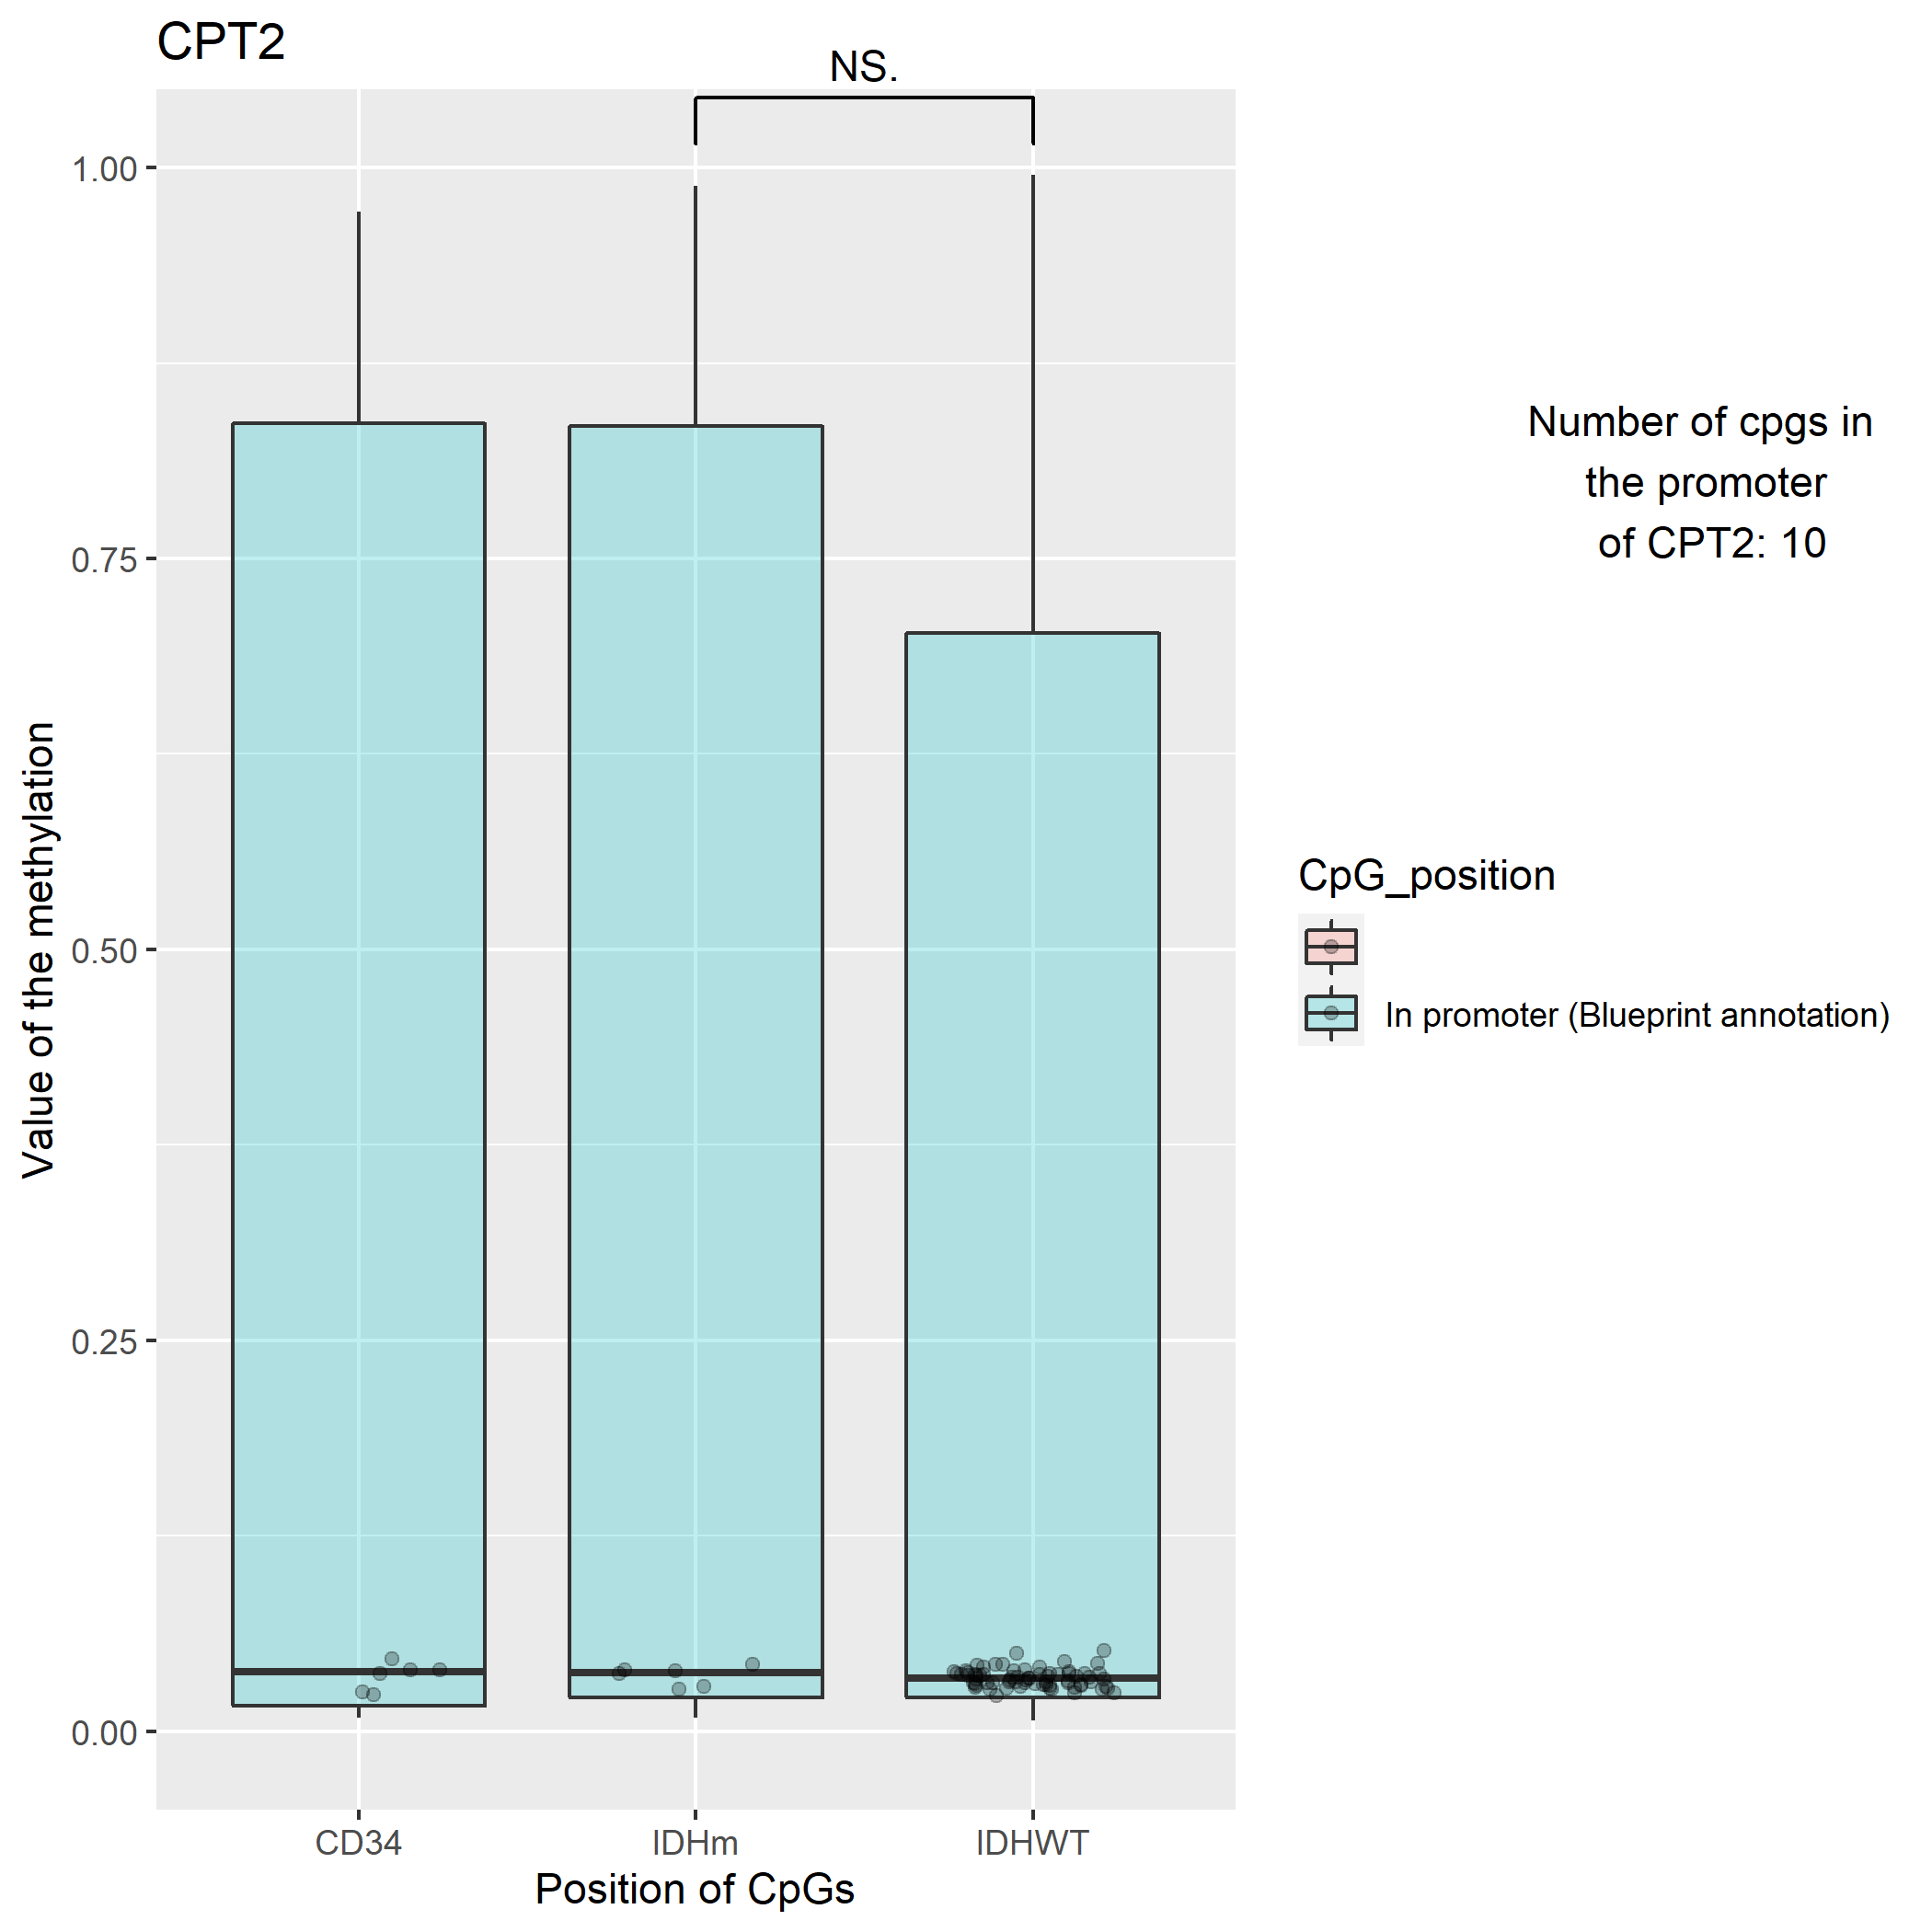 CPT2
NS.
1.00
0.75
0.50
0.25
0.00
Value of the methylation
CD34
IDHm
IDHWT
Position of CpGs
Number of cpgs in
the promoter
of CPT2: 10
CpG_position
In promoter (Blueprint annotation)